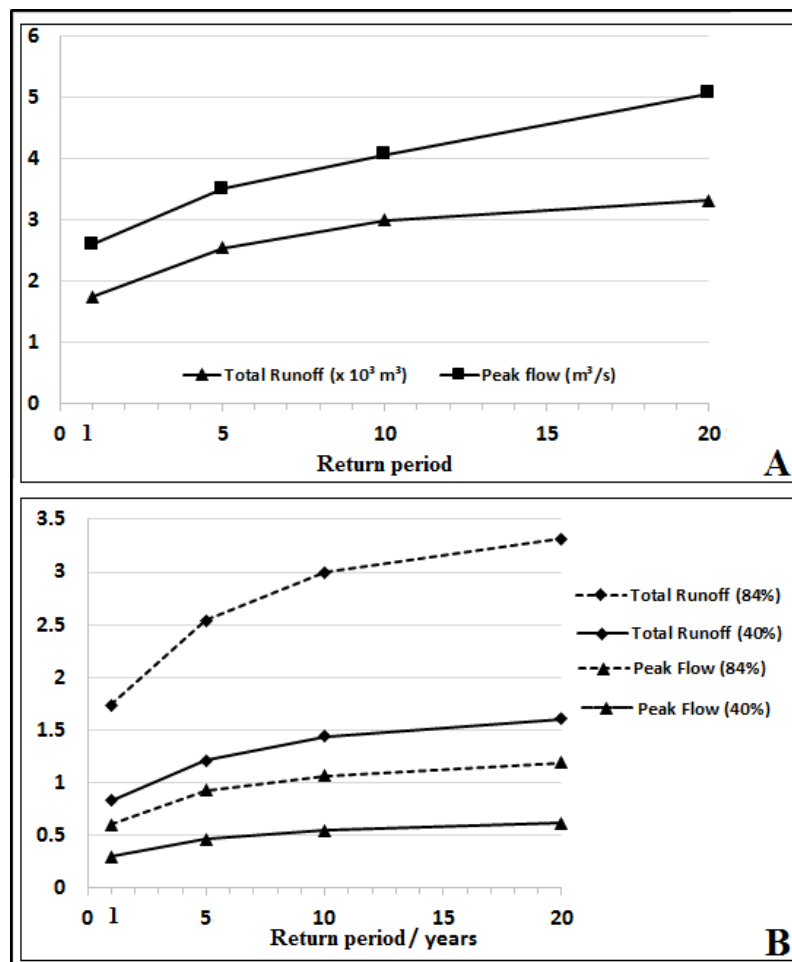 6
5
4
3
2
1
0
Total Runoff (x 10³ m³) Peak flow (m³/s)
0 1 5 10 15 20
Return period
A
3.5
3
2.5
2
1.5
1
0.5
0
Total Runoff (84%)
Total Runoff (40%)
Peak Flow (84%)
Peak Flow (40%)
0 1 5 10 15 20
Return period / years
B